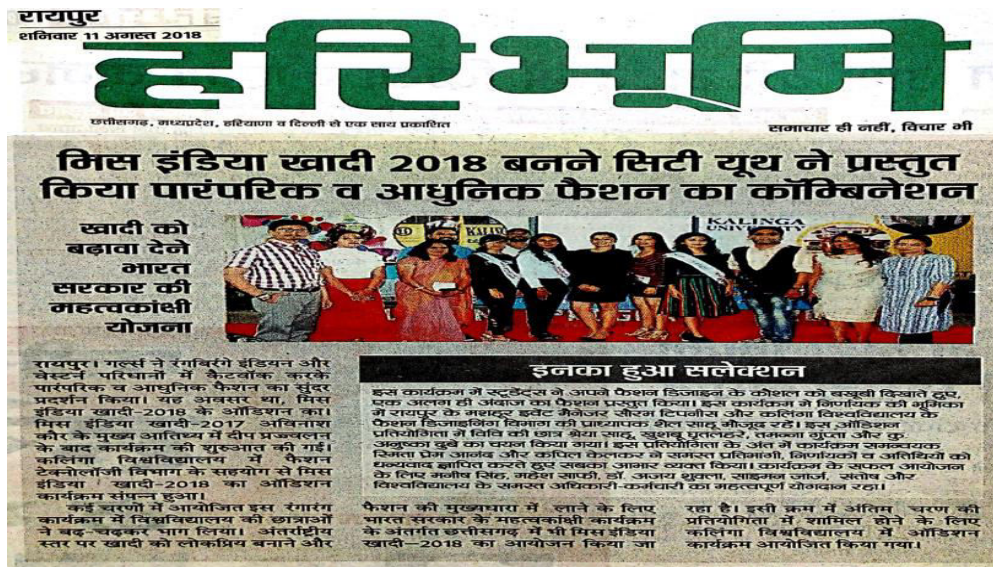 रायपुर
शनिवार 11 अगस्त 2018
हरिभूमि
छत्तीसगढ़, मध्यप्रदेश, हरियाणा व दिल्ली से एक साथ प्रकाशित
समाचार ही नहीं, विचार भी
मिस इंडिया खादी 2018 बनने सिटी यूथ ने प्रस्तुत
किया पारंपरिक व आधुनिक फैशन का कॉम्बिनेशन
खादी को
बढ़ावा देने
भारत
सरकार की
महत्वकांक्षी
योजना
KALINGA
UNIVERSITY
रायपुर। गर्ल्स ने रंगबिरंगे इंडियन और
वेस्टर्न परिधानों में कैटवॉक करके
पारंपरिक व आधुनिक फैशन का सुंदर
प्रदर्शन किया। यह अवसर था, मिस
इंडिया खादी-2018 के ऑडिशन का।
मिस इंडिया खादी-2017 अविनाश
कौर के मुख्य आतिथ्य में दीप प्रज्वलन
के बाद कार्यक्रम की शुरुआत की गई।
कलिंगा विश्वविद्यालय में फैशन
टेक्नोलॉजी विभाग के सहयोग से मिस
इंडिया खादी-2018 का ऑडिशन
कार्यक्रम संपन्न हुआ।
कई चरणों में आयोजित इस रंगारंग
कार्यक्रम में विश्वविद्यालय की छात्राओं
ने बढ़-चढ़कर भाग लिया। अंतर्राष्ट्रीय
स्तर पर खादी को लोकप्रिय बनाने और
फैशन की मुख्यधारा में लाने के लिए
भारत सरकार के महत्वकांक्षी कार्यक्रम
के अंतर्गत छत्तीसगढ़ में भी मिस इंडिया
खादी-2018 का आयोजन किया जा
रहा है। इसी क्रम में अंतिम चरण की
प्रतियोगिता में शामिल होने के लिए
कलिंगा विश्वविद्यालय में ऑडिशन
कार्यक्रम आयोजित किया गया।
इनका हुआ सलेक्शन
इस कार्यक्रम में स्टूडेंट्स ने अपने फैशन डिजाइन के कौशल को बखूबी दिखाते हुए,
एक अलग ही अंदाज का फैशन प्रस्तुत किया। इस कार्यक्रम में निर्णायक की भूमिका
में रायपुर के मशहूर इवेंट मैनेजर सौरभ टिपनीस और कलिंगा विश्वविद्यालय के
फैशन डिजाइनिंग विभाग की प्राध्यापक शैल साहू मौजूद रहें। इस ऑडिशन
प्रतियोगिता में विवि की छात्र श्रेया साहू, खुशबू घृतलहरे, तमन्ना गुप्ता और कु.
अनुष्का दुबे का चयन किया गया। इस प्रतियोगिता के अंत में कार्यक्रम समन्वयक
स्मिता प्रेम आनंद और कपिल केलकर ने समस्त प्रतिभागी, निर्णायकों व अतिथियों को
धन्यवाद ज्ञापित करते हुए सबका आभार व्यक्त किया। कार्यक्रम के सफल आयोजन
के लिए मनीष सिंह, महेश साफी, डॉ. अजय शुक्ला, साइमन जार्ज, संतोष और
विश्वविद्यालय के समस्त अधिकारी-कर्मचारी का महत्वपूर्ण योगदान रहा।